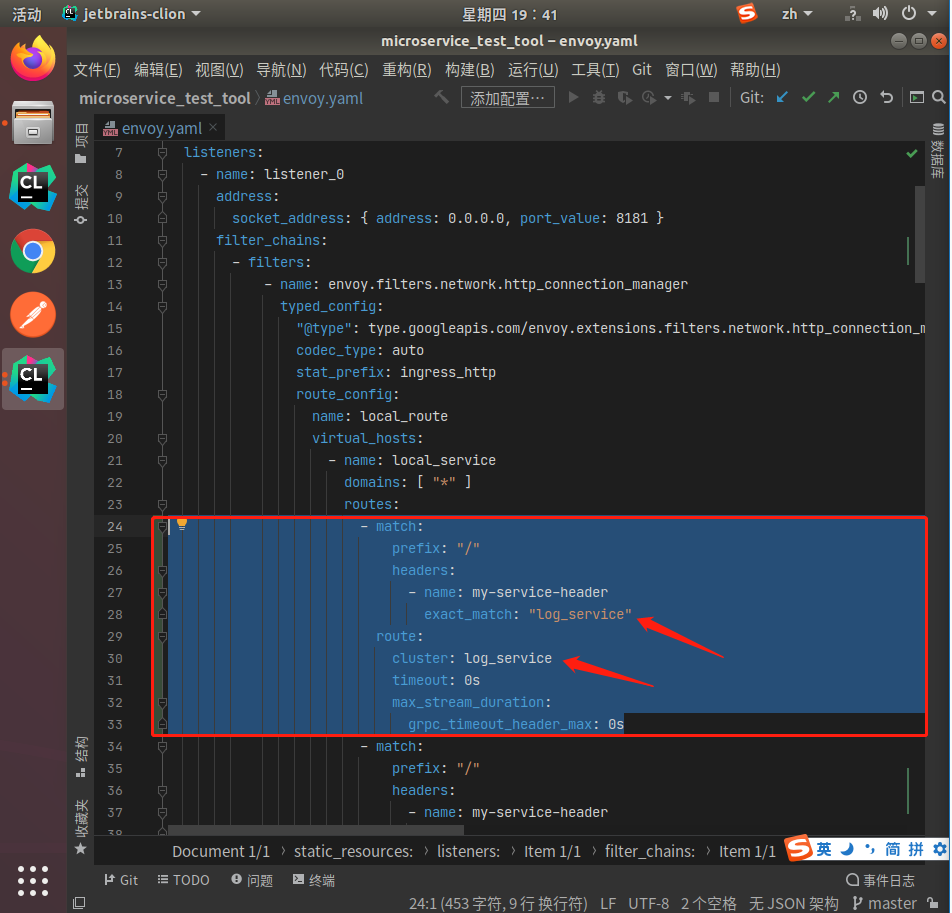 活动 jetbrains-clion 星期四 19:41 zh
microservice_test_tool – envoy.yaml
文件(F) 编辑(E) 视图(V) 导航(N) 代码(C) 重构(R) 构建(B) 运行(U) 工具(T) Git 窗口(W) 帮助(H)
microservice_test_tool envoy.yaml 添加配置… Git:
项目
提交
结构
收藏夹
数据库
envoy.yaml
7 listeners:
8 - name: listener_0
9 address:
10 socket_address: { address: 0.0.0.0, port_value: 8181 }
11 filter_chains:
12 - filters:
13 - name: envoy.filters.network.http_connection_manager
14 typed_config:
15 "@type": type.googleapis.com/envoy.extensions.filters.network.http_connection_m
16 codec_type: auto
17 stat_prefix: ingress_http
18 route_config:
19 name: local_route
20 virtual_hosts:
21 - name: local_service
22 domains: [ "*" ]
23 routes:
24 - match:
25 prefix: "/"
26 headers:
27 - name: my-service-header
28 exact_match: "log_service"
29 route:
30 cluster: log_service
31 timeout: 0s
32 max_stream_duration:
33 grpc_timeout_header_max: 0s
34 - match:
35 prefix: "/"
36 headers:
37 - name: my-service-header
38
Document 1/1 › static_resources: › listeners: › Item 1/1 › filter_chains: › Item 1/1
英 简 拼
Git TODO 问题 终端 事件日志
24:1 (453 字符, 9 行 换行符) LF UTF-8 2 个空格 无 JSON 架构 master